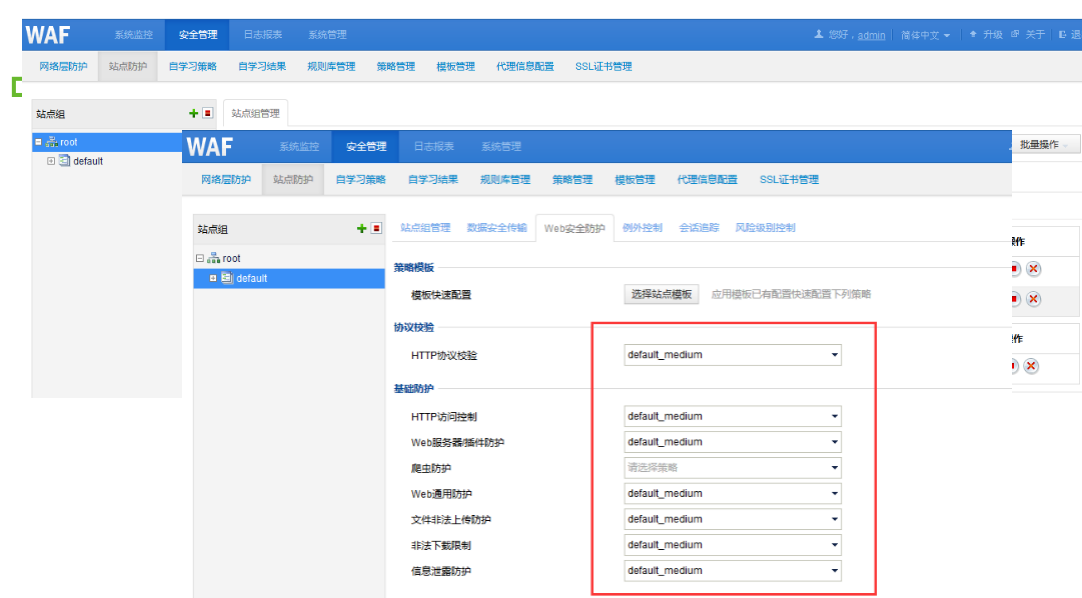 WAF 系统监控 安全管理 日志报表 系统管理 您好，admin 简体中文 升级 关于 退
网络层防护 站点防护 自学习策略 自学习结果 规则库管理 策略管理 模板管理 代理信息配置 SSL证书管理
站点组 站点组管理
root
default
批量操作
操作
操作
WAF 系统监控 安全管理 日志报表 系统管理
网络层防护 站点防护 自学习策略 自学习结果 规则库管理 策略管理 模板管理 代理信息配置 SSL证书管理
站点组 站点组管理 数据安全传输 Web安全防护 例外控制 会话追踪 风险级别控制
root
default
策略模板
模板快速配置 选择站点模板 应用模板已有配置快速配置下列策略
协议校验
HTTP协议校验 default_medium
基础防护
HTTP访问控制 default_medium
Web服务器/插件防护 default_medium
爬虫防护 请选择策略
Web通用防护 default_medium
文件非法上传防护 default_medium
非法下载限制 default_medium
信息泄露防护 default_medium